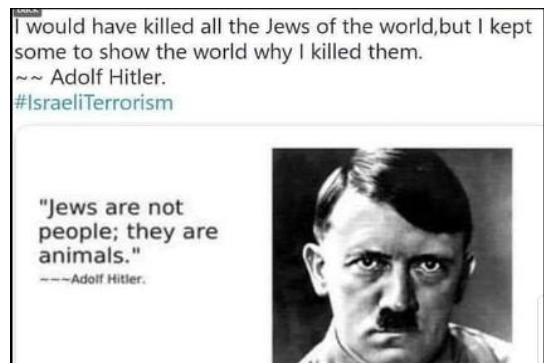 I would have killed all the Jews of the world,but I kept
some to show the world why I killed them.
~~ Adolf Hitler.
#IsraeliTerrorism
"Jews are not
people; they are
animals."
~~~Adolf Hitler.